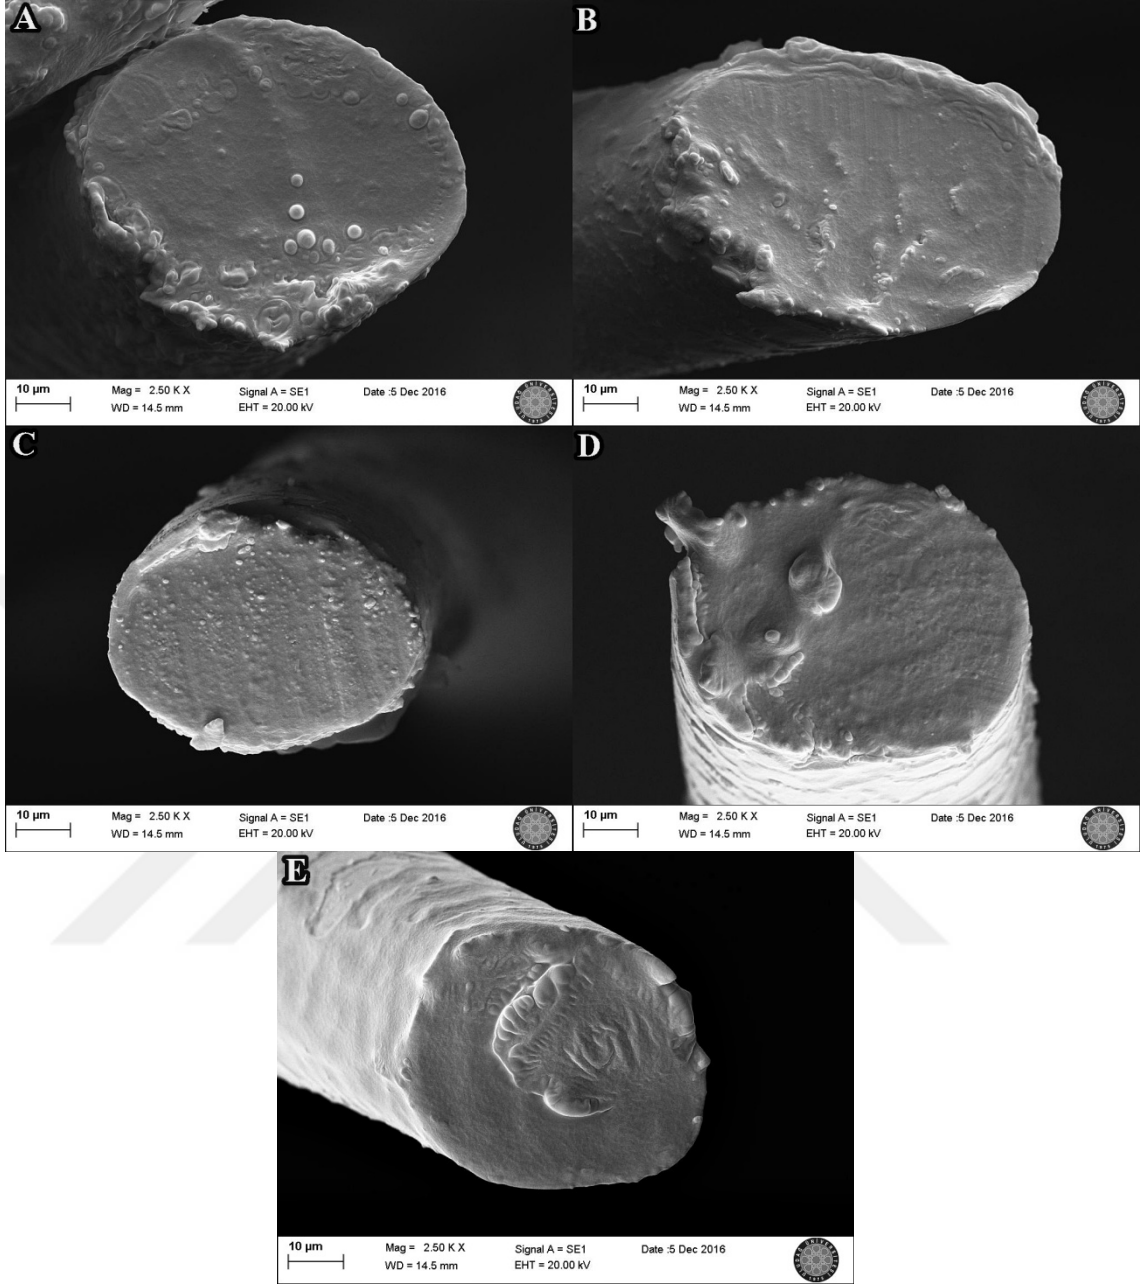 A
10 µm Mag = 2.50 K X Signal A = SE1 Date :5 Dec 2016
WD = 14.5 mm EHT = 20.00 kV
B
10 µm Mag = 2.50 K X Signal A = SE1 Date :5 Dec 2016
WD = 14.5 mm EHT = 20.00 kV
C
10 µm Mag = 2.50 K X Signal A = SE1 Date :5 Dec 2016
WD = 14.5 mm EHT = 20.00 kV
D
10 µm Mag = 2.50 K X Signal A = SE1 Date :5 Dec 2016
WD = 14.5 mm EHT = 20.00 kV
E
10 µm Mag = 2.50 K X Signal A = SE1 Date :5 Dec 2016
WD = 14.5 mm EHT = 20.00 kV